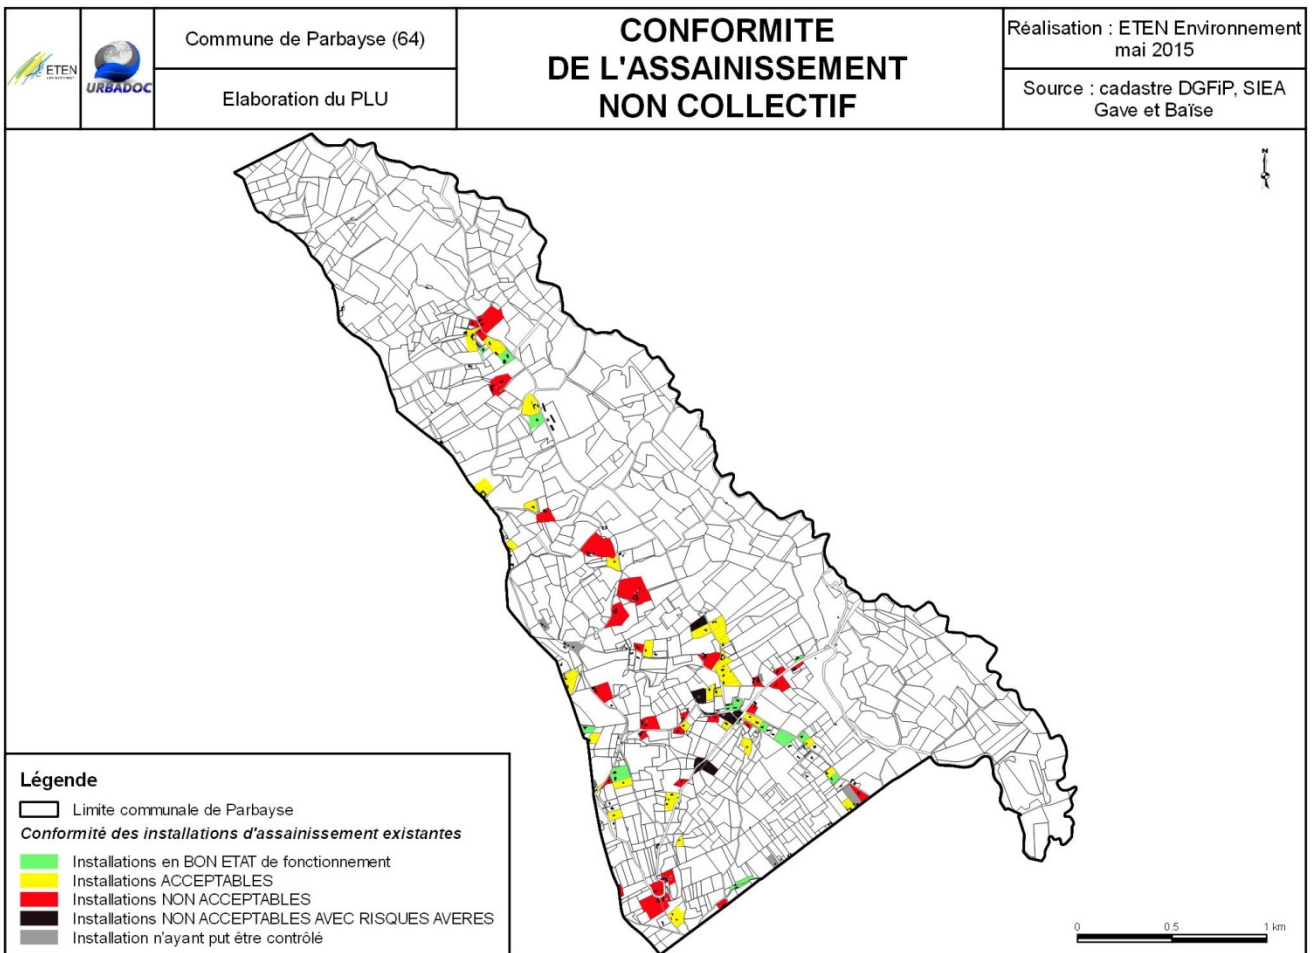 ETEN
URBADOC
Commune de Parbayse (64)
Elaboration du PLU
CONFORMITE
DE L'ASSAINISSEMENT
NON COLLECTIF
Réalisation : ETEN Environnement
mai 2015
Source : cadastre DGFiP, SIEA
Gave et Baïse
N
Légende
Limite communale de Parbayse
Conformité des installations d'assainissement existantes
Installations en BON ETAT de fonctionnement
Installations ACCEPTABLES
Installations NON ACCEPTABLES
Installations NON ACCEPTABLES AVEC RISQUES AVERES
Installation n'ayant put être contrôlé
0 0.5 1 km